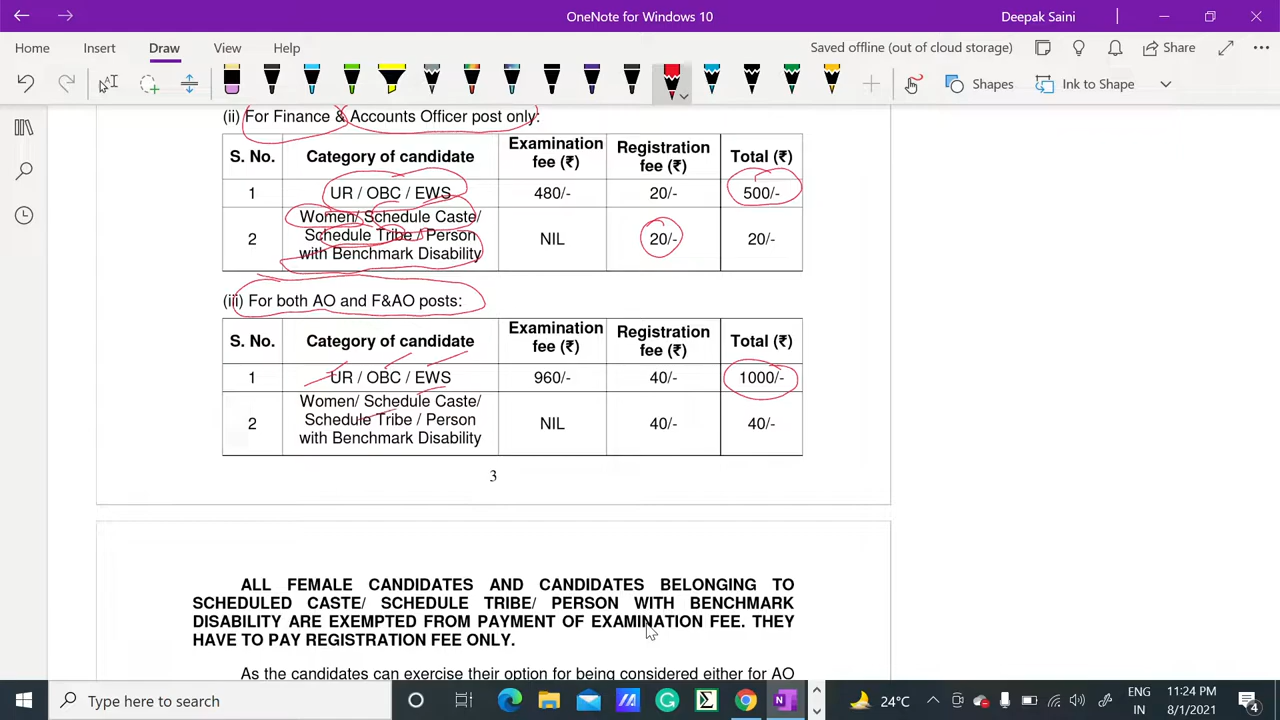 OneNote for Windows 10
Deepak Saini
Home Insert Draw View Help
Saved offline (out of cloud storage)
Share
Shapes
Ink to Shape
(ii) For Finance & Accounts Officer post only:
S. No. Category of candidate Examination fee (₹) Registration fee (₹) Total (₹)
1 UR / OBC / EWS 480/- 20/- 500/-
2 Women/ Schedule Caste/ Schedule Tribe / Person with Benchmark Disability NIL 20/- 20/-
(iii) For both AO and F&AO posts:
S. No. Category of candidate Examination fee (₹) Registration fee (₹) Total (₹)
1 UR / OBC / EWS 960/- 40/- 1000/-
2 Women/ Schedule Caste/ Schedule Tribe / Person with Benchmark Disability NIL 40/- 40/-
3
ALL FEMALE CANDIDATES AND CANDIDATES BELONGING TO
SCHEDULED CASTE/ SCHEDULE TRIBE/ PERSON WITH BENCHMARK
DISABILITY ARE EXEMPTED FROM PAYMENT OF EXAMINATION FEE. THEY
HAVE TO PAY REGISTRATION FEE ONLY.
As the candidates can exercise their option for being considered either for AO
Type here to search
24°C
ENG
IN
11:24 PM
8/1/2021
4